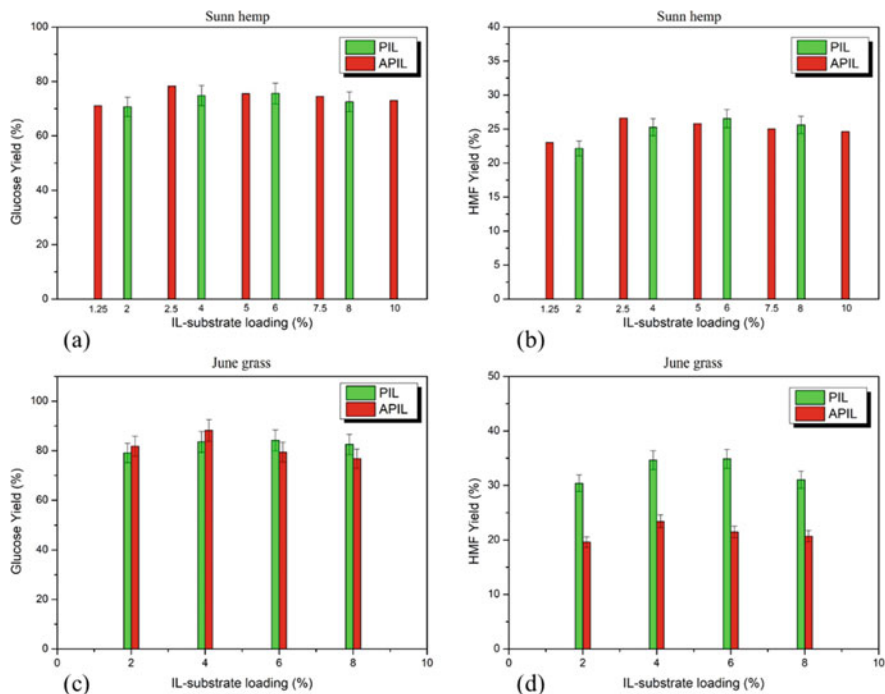 Sunn hemp
100
80
60
40
20
0
Glucose Yield (%)
PIL
APIL
1.25 2 2.5 4 5 6 7.5 8 10
IL-substrate loading (%)
(a)
Sunn hemp
40
35
30
25
20
15
10
5
0
HMF Yield (%)
PIL
APIL
1.25 2 2.5 4 5 6 7.5 8 10
IL-substrate loading (%)
(b)
June grass
100
80
60
40
20
0
Glucose Yield (%)
PIL
APIL
0 2 4 6 8 10
IL-substrate loading (%)
(c)
June grass
50
40
30
20
10
0
HMF Yield (%)
PIL
APIL
0 2 4 6 8 10
IL-substrate loading (%)
(d)